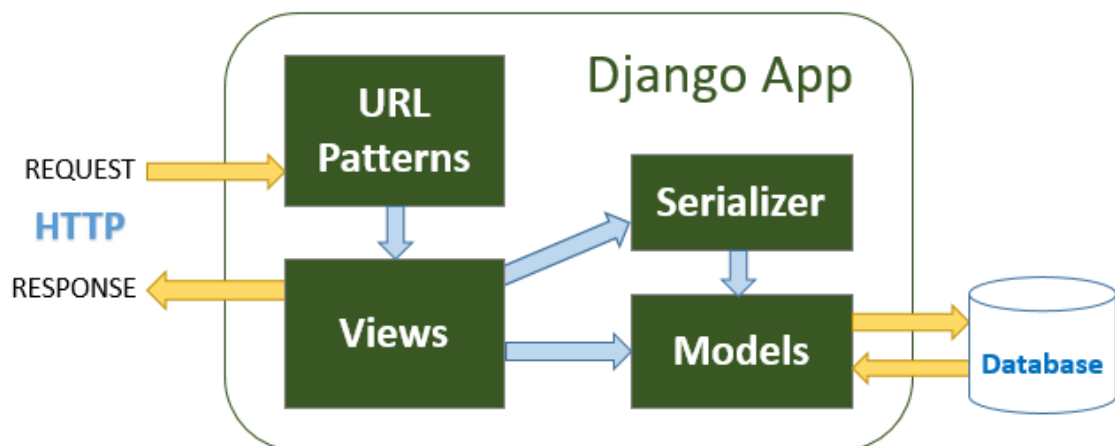 Django App
URL
Patterns
REQUEST
HTTP
RESPONSE
Serializer
Views
Models
Database